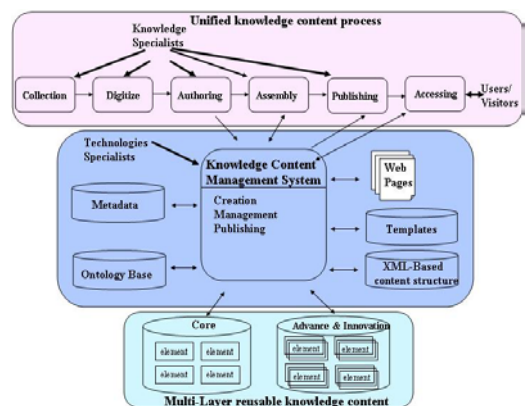 Unified knowledge content process
Knowledge
Specialists
Collection
Digitize
Authoring
Assembly
Publishing
Accessing
Users/
Visitors
Technologies
Specialists
Knowledge Content
Management System
Creation
Management
Publishing
Metadata
Ontology Base
Web
Pages
Templates
XML-Based
content structure
Core
element
element
element
element
Advance & Innovation
element
element
element
element
Multi-Layer reusable knowledge content